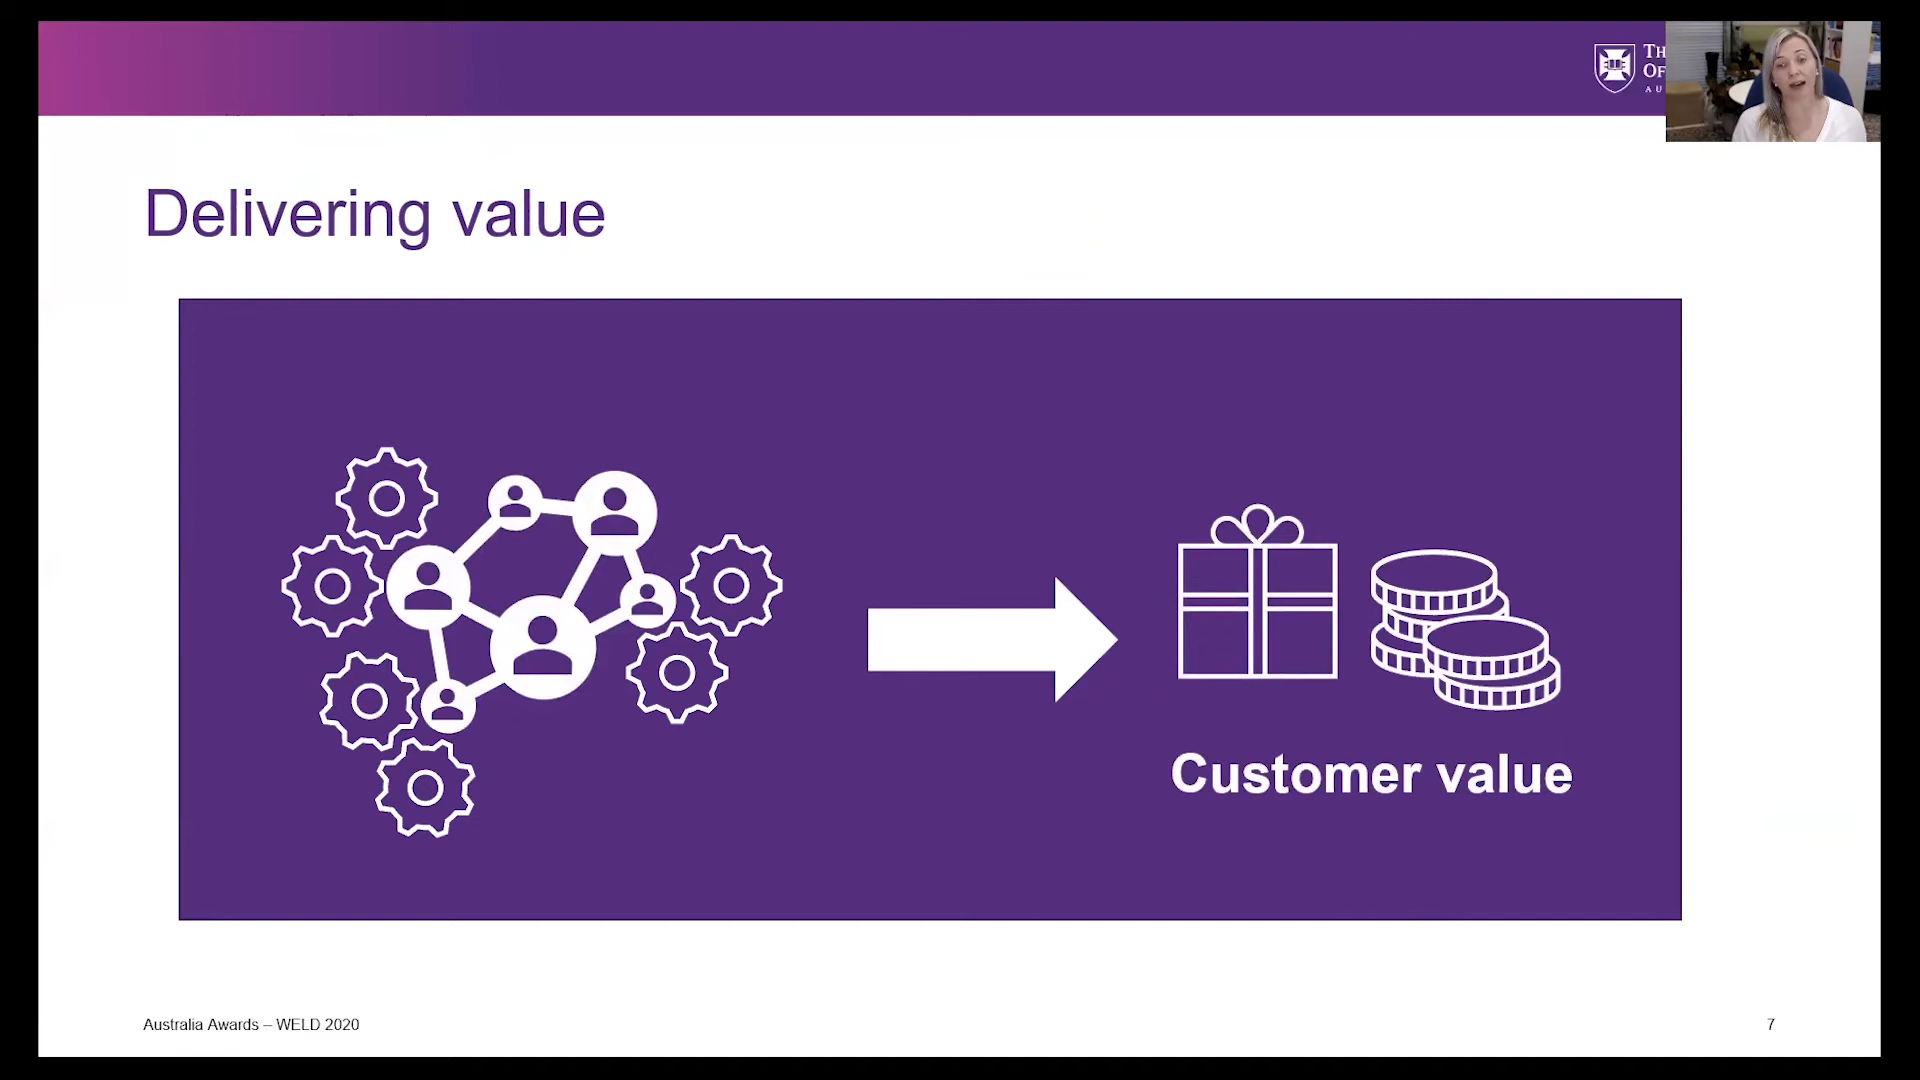 Delivering value
Customer value
Australia Awards – WELD 2020
7